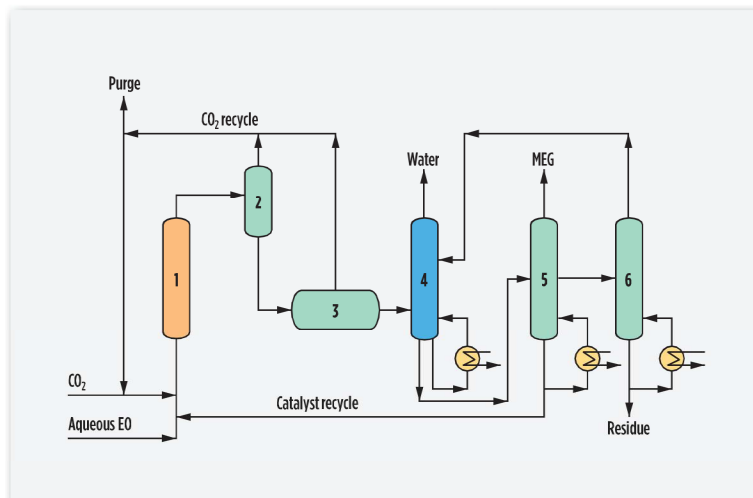 Purge
CO₂ recycle
Water
MEG
1
2
3
4
5
6
CO₂
Aqueous EO
Catalyst recycle
Residue